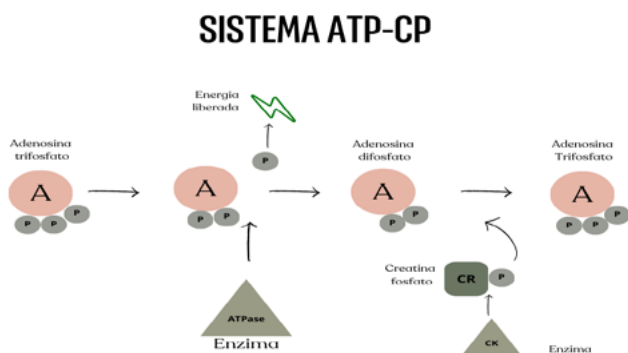 SISTEMA ATP-CP
Energia
liberada
Adenosina
trifosfato
P
Adenosina
difosfato
Adenosina
Trifosfato
A
P
P
P
A
P
P
A
P
P
A
P
P
P
Creatina
fosfato
CR
P
ATPase
Enzima
CK
Enzima